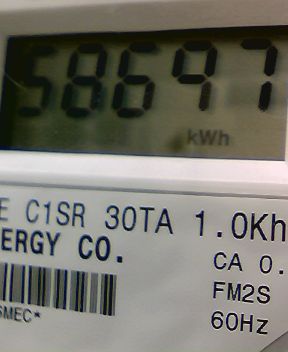 58697
kWh
E C1SR 30TA 1.0Kh
ERGY CO.
CA 0.
FM2S
SMEC*
60Hz